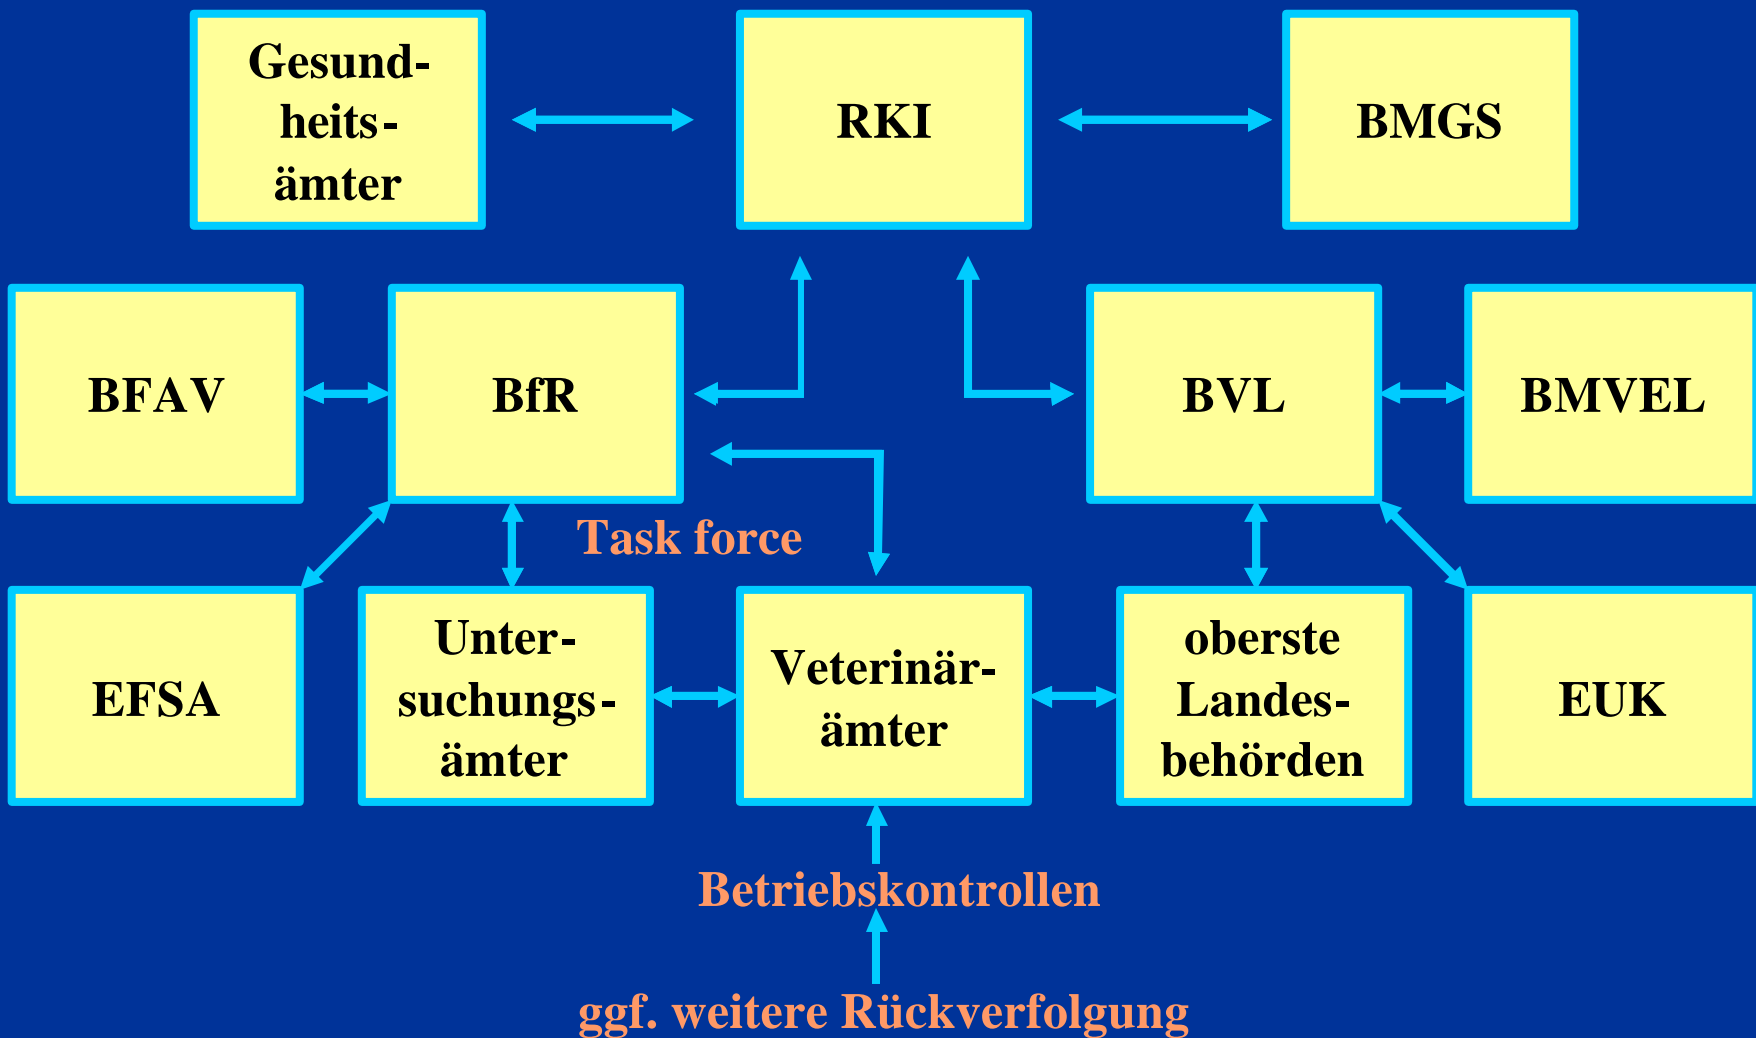 Gesund-
heits-
ämter
RKI
BMGS
BFAV
BfR
BVL
BMVEL
Task force
EFSA
Unter-
suchungs-
ämter
Veterinär-
ämter
oberste
Landes-
behörden
EUK
Betriebskontrollen
ggf. weitere Rückverfolgung